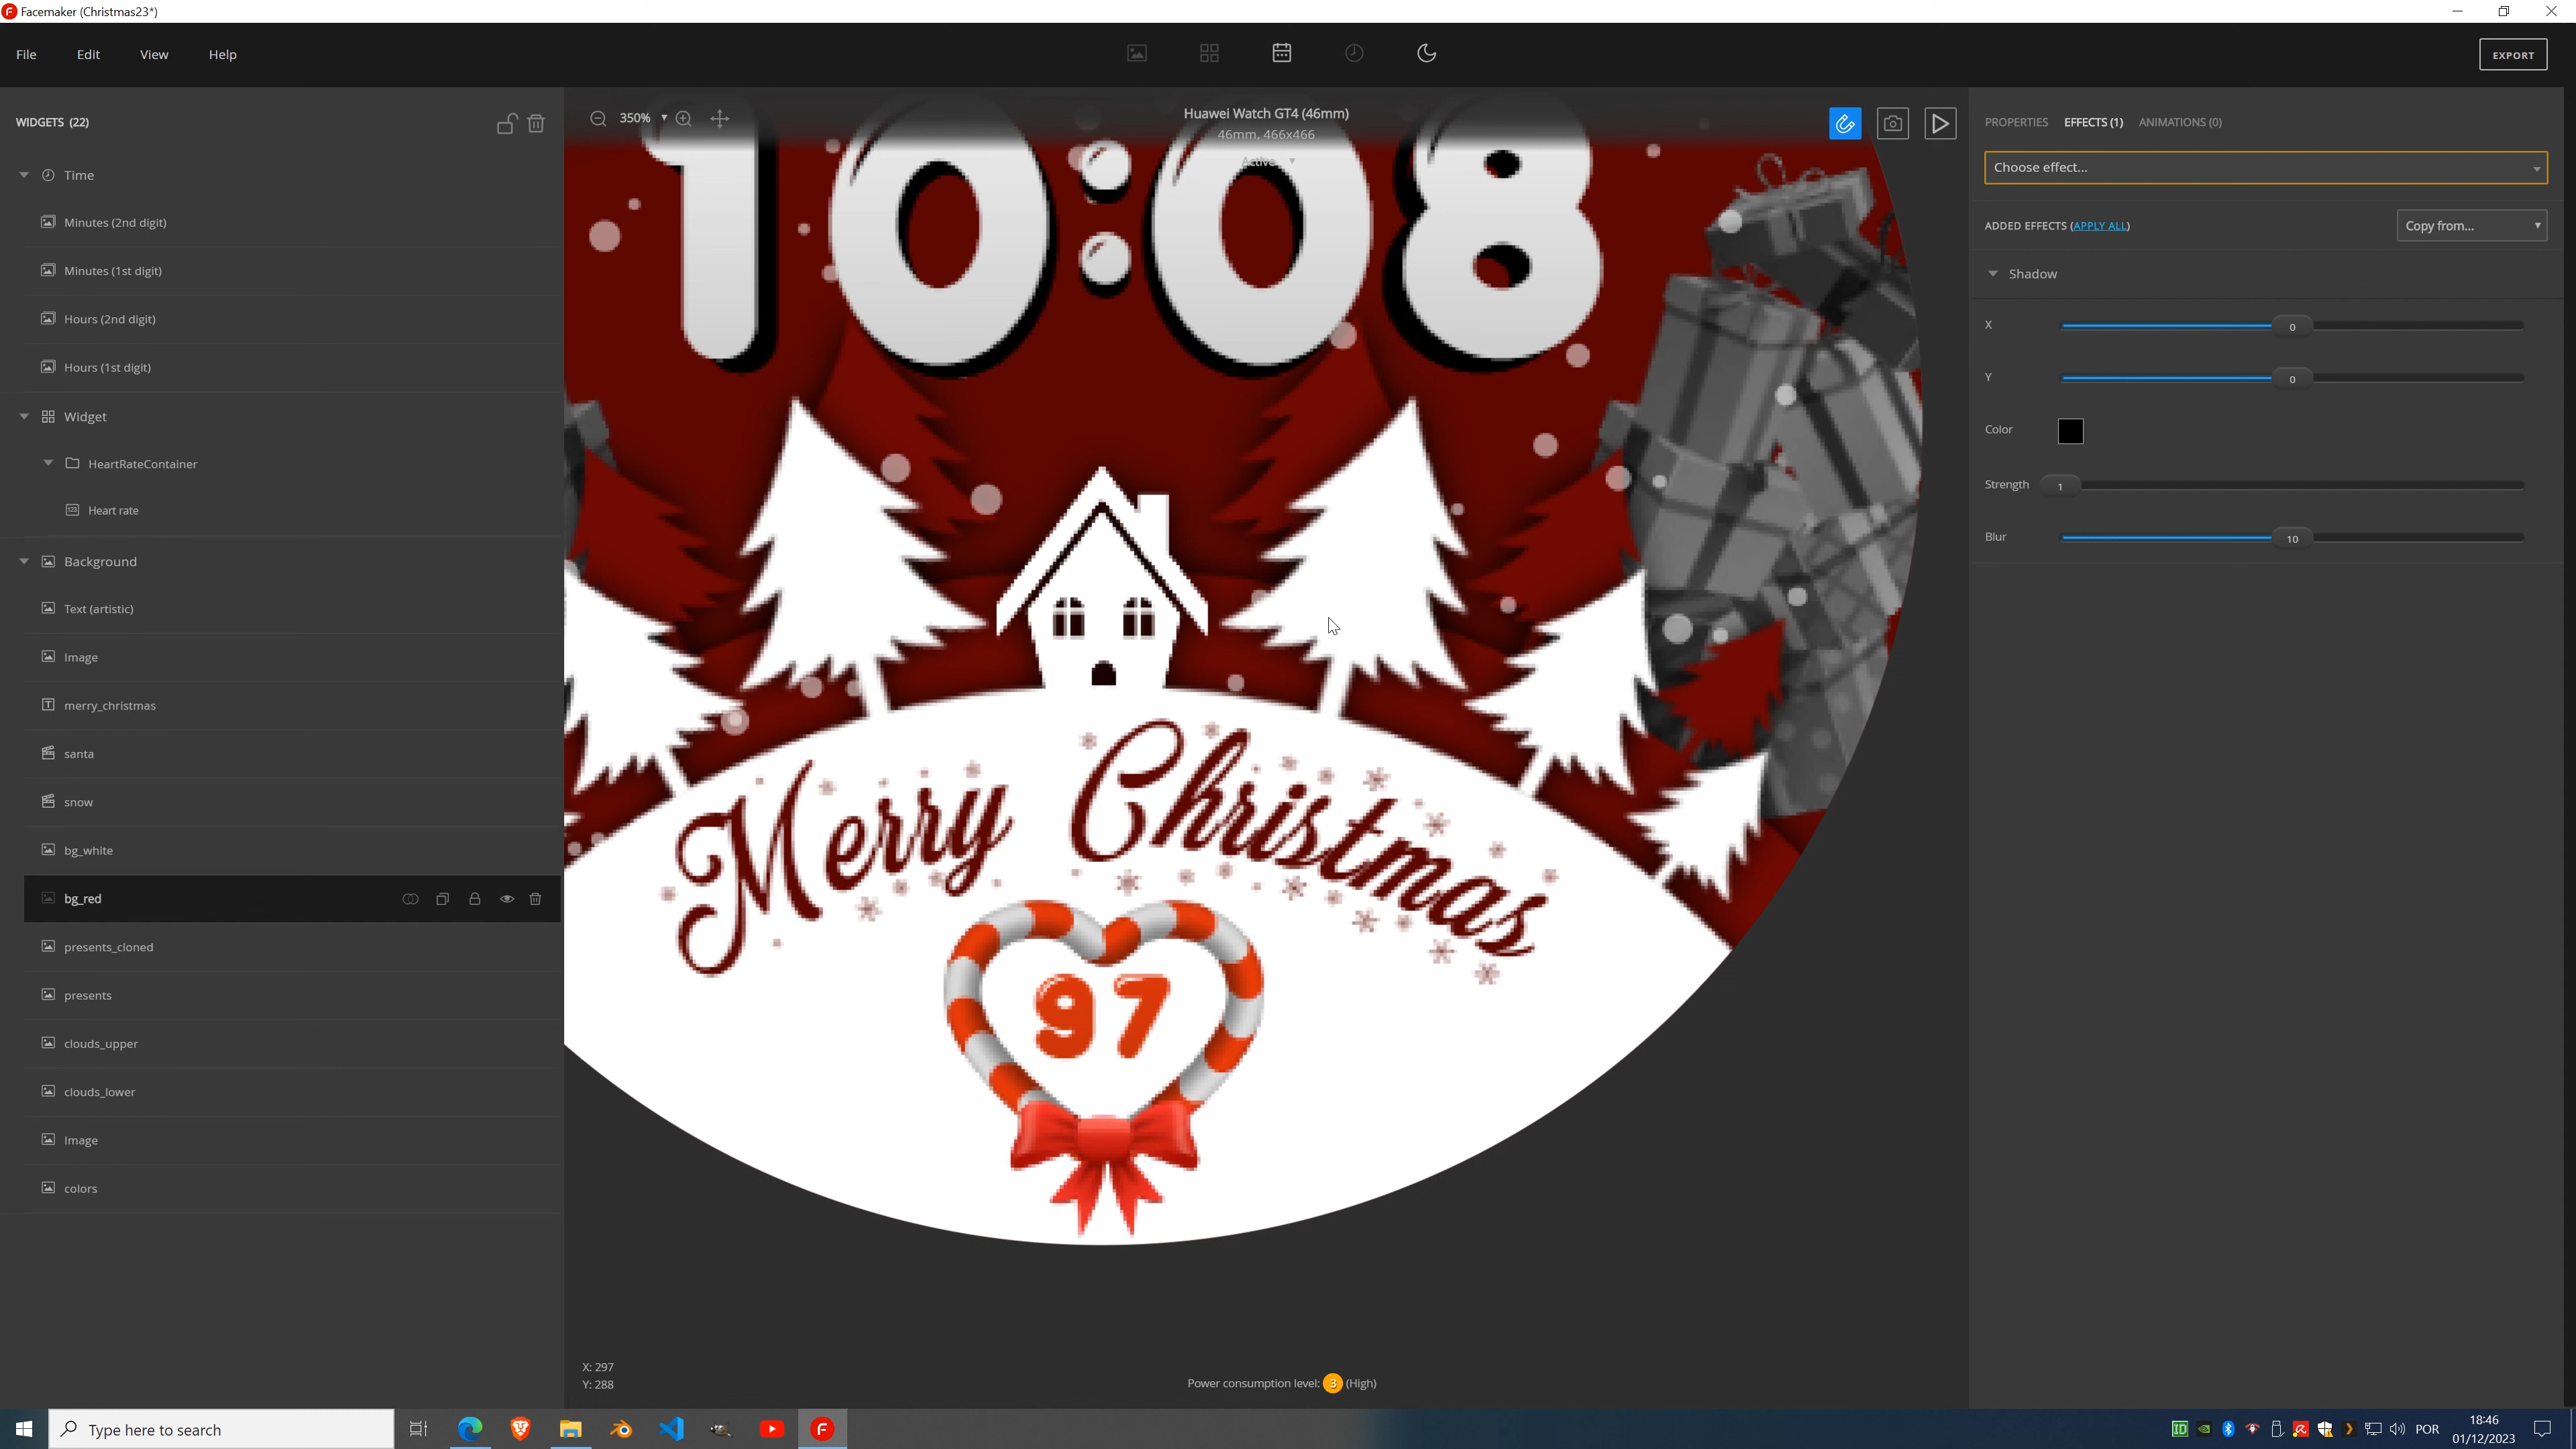 Facemaker (Christmas23*)
File Edit View Help
EXPORT
WIDGETS (22)
Time
Minutes (2nd digit)
Minutes (1st digit)
Hours (2nd digit)
Hours (1st digit)
Widget
HeartRateContainer
123 Heart rate
Background
Text (artistic)
Image
T merry_christmas
santa
snow
bg_white
bg_red
presents_cloned
presents
clouds_upper
clouds_lower
Image
colors
350%
Huawei Watch GT4 (46mm)
46mm, 466x466
Active
10:08
Merry Christmas
97
X: 297
Y: 288
Power consumption level: 3 (High)
PROPERTIES EFFECTS (1) ANIMATIONS (0)
Choose effect...
ADDED EFFECTS (APPLY ALL) Copy from...
Shadow
X 0
Y 0
Color
Strength 1
Blur 10
Type here to search
POR
18:46
01/12/2023